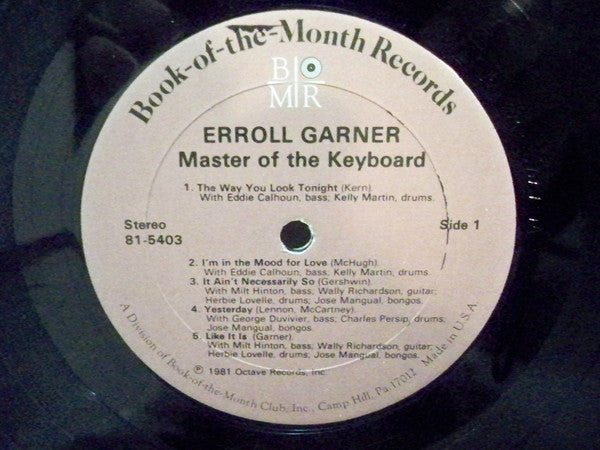 Book-of-the-Month Records
B O
M R
ERROLL GARNER
Master of the Keyboard
1. The Way You Look Tonight (Kern).
With Eddie Calhoun, bass; Kelly Martin, drums.
Stereo
81-5403
Side 1
2. I'm in the Mood for Love (McHugh).
With Eddie Calhoun, bass; Kelly Martin, drums.
3. It Ain't Necessarily So (Gershwin).
With Milt Hinton, bass; Wally Richardson, guitar;
Herbie Lovelle, drums; Jose Mangual, bongos.
4. Yesterday (Lennon, McCartney).
With George Duvivier, bass; Charles Persip, drums;
Jose Mangual, bongos.
5. Like It Is (Garner).
With Milt Hinton, bass; Wally Richardson, guitar;
Herbie Lovelle, drums; Jose Mangual, bongos.
℗ 1981 Octave Records, Inc.
A Division of Book-of-the-Month Club, Inc., Camp Hill, Pa. 17012 Made in U.S.A.